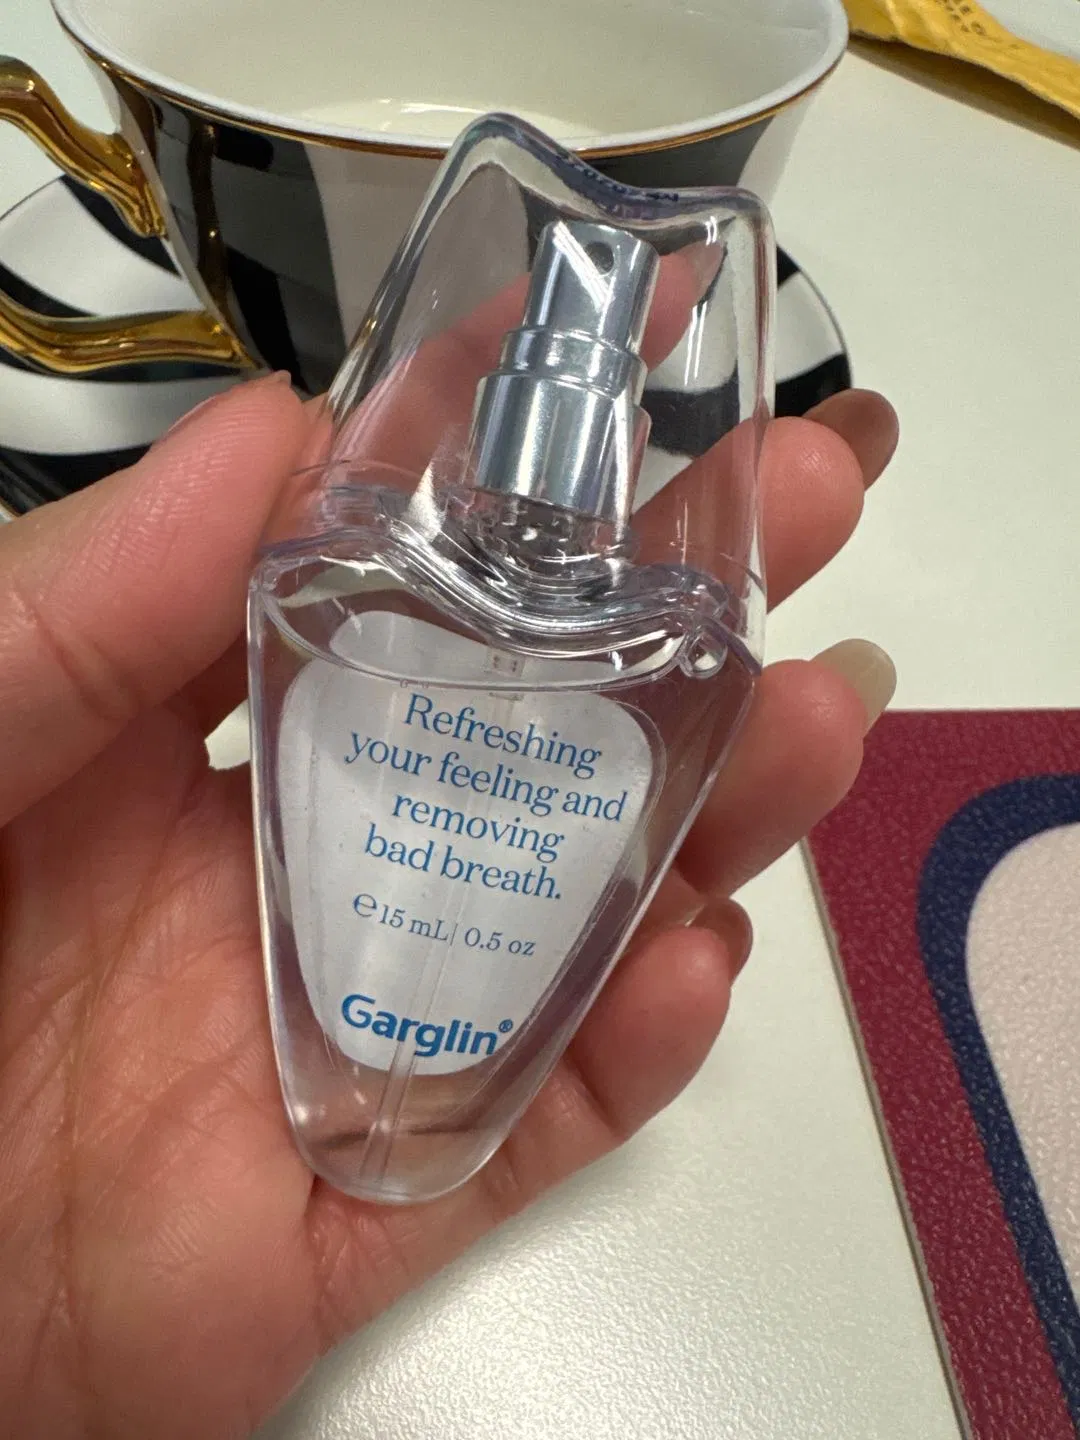 Refreshing
your feeling and
removing
bad breath.
℮ 15 mL | 0.5 oz
Garglin®